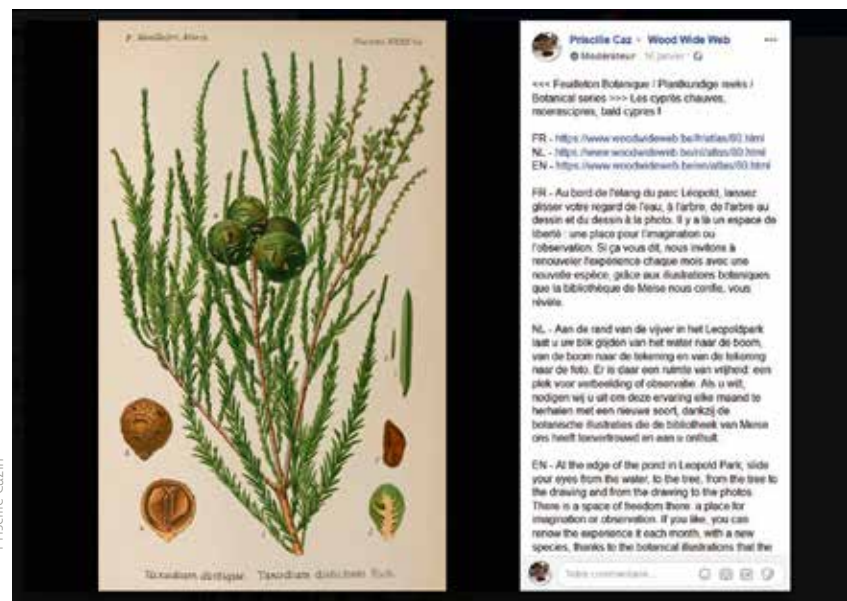 Taxodium distique. Taxodium distichum Rich.
Priscille Caz ▸ Wood Wide Web
Modérateur · 16 janvier
<<< Feuilleton Botanique / Plantkundige reeks /
Botanical series >>> Les cyprès chauves,
moerascipres, bald cypres !
FR - https://www.woodwideweb.be/fr/atlas/60.html
NL - https://www.woodwideweb.be/nl/atlas/60.html
EN - https://www.woodwideweb.be/en/atlas/60.html
FR - Au bord de l'étang du parc Léopold, laissez
glisser votre regard de l'eau, à l'arbre, de l'arbre au
dessin et du dessin à la photo. Il y a là un espace de
liberté : une place pour l'imagination ou
l'observation. Si ça vous dit, nous invitons à
renouveler l'expérience chaque mois avec une
nouvelle espèce, grâce aux illustrations botaniques
que la bibliothèque de Meise nous confie, vous
révèle.
NL - Aan de rand van de vijver in het Leopoldpark
laat u uw blik glijden van het water naar de boom,
van de boom naar de tekening en van de tekening
naar de foto. Er is daar een ruimte van vrijheid: een
plek voor verbeelding of observatie. Als u wilt,
nodigen wij u uit om deze ervaring elke maand te
herhalen met een nieuwe soort, dankzij de
botanische illustraties die de bibliotheek van Meise
ons heeft toevertrouwd en aan u onthult.
EN - At the edge of the pond in Leopold Park, slide
your eyes from the water, to the tree, from the tree to
the drawing and from the drawing to the photos.
There is a space of freedom there: a place for
imagination or observation. If you like, you can
renew the experience it each month, with a new
species, thanks to the botanical illustrations that the
Votre commentaire...